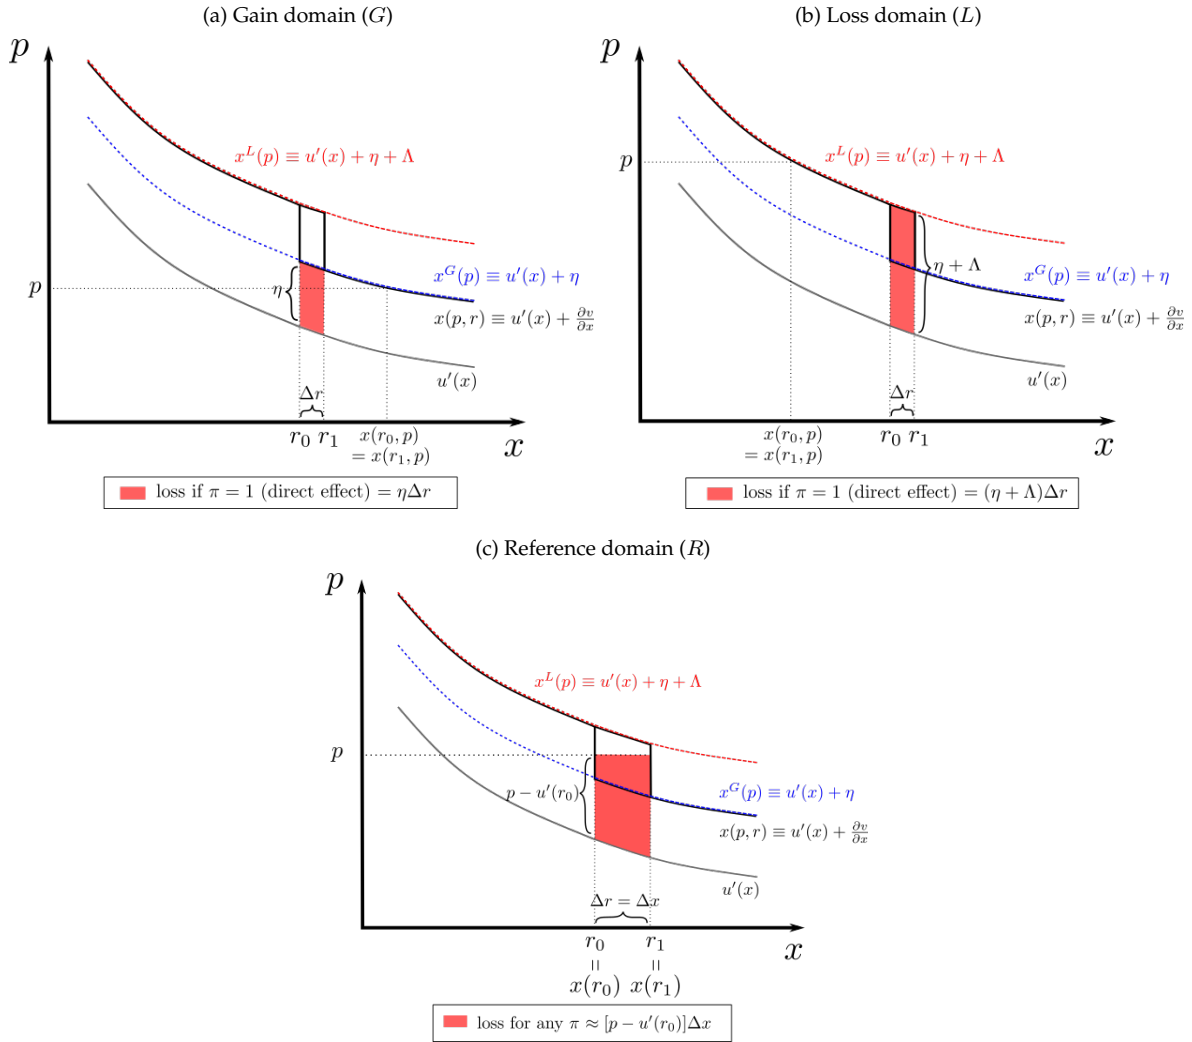 (a) Gain domain (G)
p
x^L(p) ≡ u′(x) + η + Λ
x^G(p) ≡ u′(x) + η
p
η
x(p, r) ≡ u′(x) + ∂v/∂x
u′(x)
Δr
r₀ r₁
x(r₀, p)
= x(r₁, p)
x
loss if π = 1 (direct effect) = ηΔr
(b) Loss domain (L)
p
p
x^L(p) ≡ u′(x) + η + Λ
η + Λ
x^G(p) ≡ u′(x) + η
x(p, r) ≡ u′(x) + ∂v/∂x
u′(x)
Δr
x(r₀, p)
= x(r₁, p)
r₀ r₁
x
loss if π = 1 (direct effect) = (η + Λ)Δr
(c) Reference domain (R)
p
x^L(p) ≡ u′(x) + η + Λ
p
p − u′(r₀)
x^G(p) ≡ u′(x) + η
x(p, r) ≡ u′(x) + ∂v/∂x
u′(x)
Δr = Δx
r₀ r₁
x
= =
x(r₀) x(r₁)
loss for any π ≈ [p − u′(r₀)]Δx